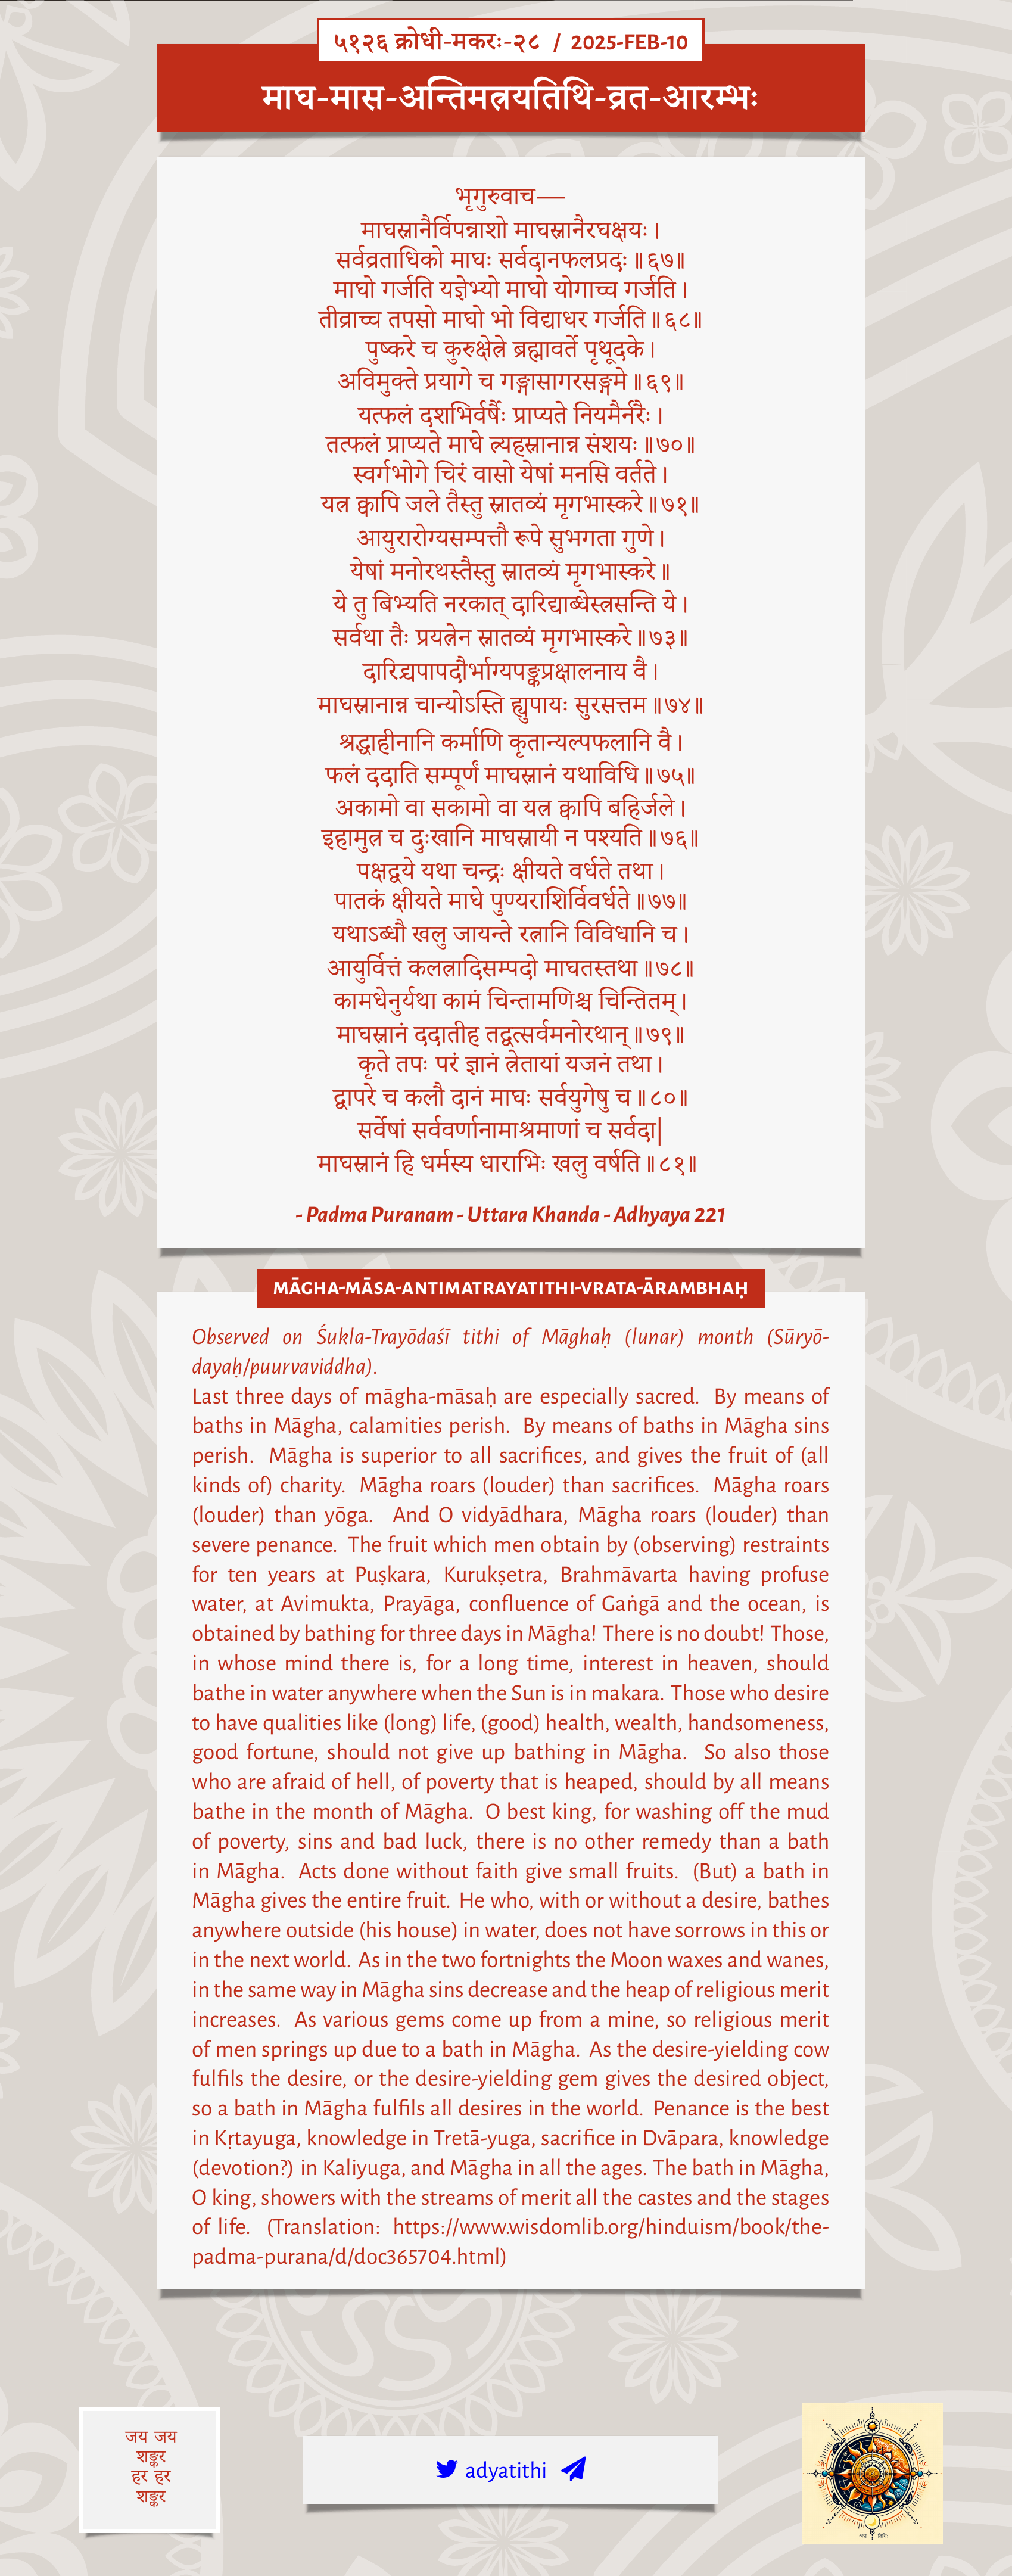 ५१२६ क्रोधी-मकरः-२८ / 2025-FEB-10
माघ-मास-अन्तिमत्रयतिथि-व्रत-आरम्भः
भृगुरुवाच—
माघस्नानैर्विपन्नाशो माघस्नानैरघक्षयः।
सर्वव्रताधिको माघः सर्वदानफलप्रदः॥६७॥
माघो गर्जति यज्ञेभ्यो माघो योगाच्च गर्जति।
तीव्राच्च तपसो माघो भो विद्याधर गर्जति॥६८॥
पुष्करे च कुरुक्षेत्रे ब्रह्मावर्ते पृथूदके।
अविमुक्ते प्रयागे च गङ्गासागरसङ्गमे॥६९॥
यत्फलं दशभिर्वर्षैः प्राप्यते नियमैर्नरैः।
तत्फलं प्राप्यते माघे त्र्यहस्नानान्न संशयः॥७०॥
स्वर्गभोगे चिरं वासो येषां मनसि वर्तते।
यत्र क्वापि जले तैस्तु स्नातव्यं मृगभास्करे॥७१॥
आयुरारोग्यसम्पत्तौ रूपे सुभगता गुणे।
येषां मनोरथस्तैस्तु स्नातव्यं मृगभास्करे॥
ये तु बिभ्यति नरकात् दारिद्याब्धेस्त्रसन्ति ये।
सर्वथा तैः प्रयत्नेन स्नातव्यं मृगभास्करे॥७३॥
दारिद्र्यपापदौर्भाग्यपङ्कप्रक्षालनाय वै।
माघस्नानान्न चान्योऽस्ति ह्युपायः सुरसत्तम॥७४॥
श्रद्धाहीनानि कर्माणि कृतान्यल्पफलानि वै।
फलं ददाति सम्पूर्णं माघस्नानं यथाविधि॥७५॥
अकामो वा सकामो वा यत्र क्वापि बहिर्जले।
इहामुत्र च दुःखानि माघस्नायी न पश्यति॥७६॥
पक्षद्वये यथा चन्द्रः क्षीयते वर्धते तथा।
पातकं क्षीयते माघे पुण्यराशिर्विवर्धते॥७७॥
यथाऽब्धौ खलु जायन्ते रत्नानि विविधानि च।
आयुर्वित्तं कलत्रादिसम्पदो माघतस्तथा॥७८॥
कामधेनुर्यथा कामं चिन्तामणिश्च चिन्तितम्।
माघस्नानं ददातीह तद्वत्सर्वमनोरथान्॥७९॥
कृते तपः परं ज्ञानं त्रेतायां यजनं तथा।
द्वापरे च कलौ दानं माघः सर्वयुगेषु च॥८०॥
सर्वेषां सर्ववर्णानामाश्रमाणां च सर्वदा|
माघस्नानं हि धर्मस्य धाराभिः खलु वर्षति॥८१॥
- Padma Puranam - Uttara Khanda - Adhyaya 221
MĀGHA-MĀSA-ANTIMATRAYATITHI-VRATA-ĀRAMBHAḤ
Observed on Śukla-Trayōdaśī tithi of Māghaḥ (lunar) month (Sūryō-
dayaḥ/puurvaviddha).
Last three days of māgha-māsaḥ are especially sacred. By means of
baths in Māgha, calamities perish. By means of baths in Māgha sins
perish. Māgha is superior to all sacrifices, and gives the fruit of (all
kinds of) charity. Māgha roars (louder) than sacrifices. Māgha roars
(louder) than yōga. And O vidyādhara, Māgha roars (louder) than
severe penance. The fruit which men obtain by (observing) restraints
for ten years at Puṣkara, Kurukṣetra, Brahmāvarta having profuse
water, at Avimukta, Prayāga, confluence of Gaṅgā and the ocean, is
obtained by bathing for three days in Māgha! There is no doubt! Those,
in whose mind there is, for a long time, interest in heaven, should
bathe in water anywhere when the Sun is in makara. Those who desire
to have qualities like (long) life, (good) health, wealth, handsomeness,
good fortune, should not give up bathing in Māgha. So also those
who are afraid of hell, of poverty that is heaped, should by all means
bathe in the month of Māgha. O best king, for washing off the mud
of poverty, sins and bad luck, there is no other remedy than a bath
in Māgha. Acts done without faith give small fruits. (But) a bath in
Māgha gives the entire fruit. He who, with or without a desire, bathes
anywhere outside (his house) in water, does not have sorrows in this or
in the next world. As in the two fortnights the Moon waxes and wanes,
in the same way in Māgha sins decrease and the heap of religious merit
increases. As various gems come up from a mine, so religious merit
of men springs up due to a bath in Māgha. As the desire-yielding cow
fulfils the desire, or the desire-yielding gem gives the desired object,
so a bath in Māgha fulfils all desires in the world. Penance is the best
in Kṛtayuga, knowledge in Tretā-yuga, sacrifice in Dvāpara, knowledge
(devotion?) in Kaliyuga, and Māgha in all the ages. The bath in Māgha,
O king, showers with the streams of merit all the castes and the stages
of life. (Translation: https://www.wisdomlib.org/hinduism/book/the-
padma-purana/d/doc365704.html)
जय जय
शङ्कर
हर हर
शङ्कर
adyatithi